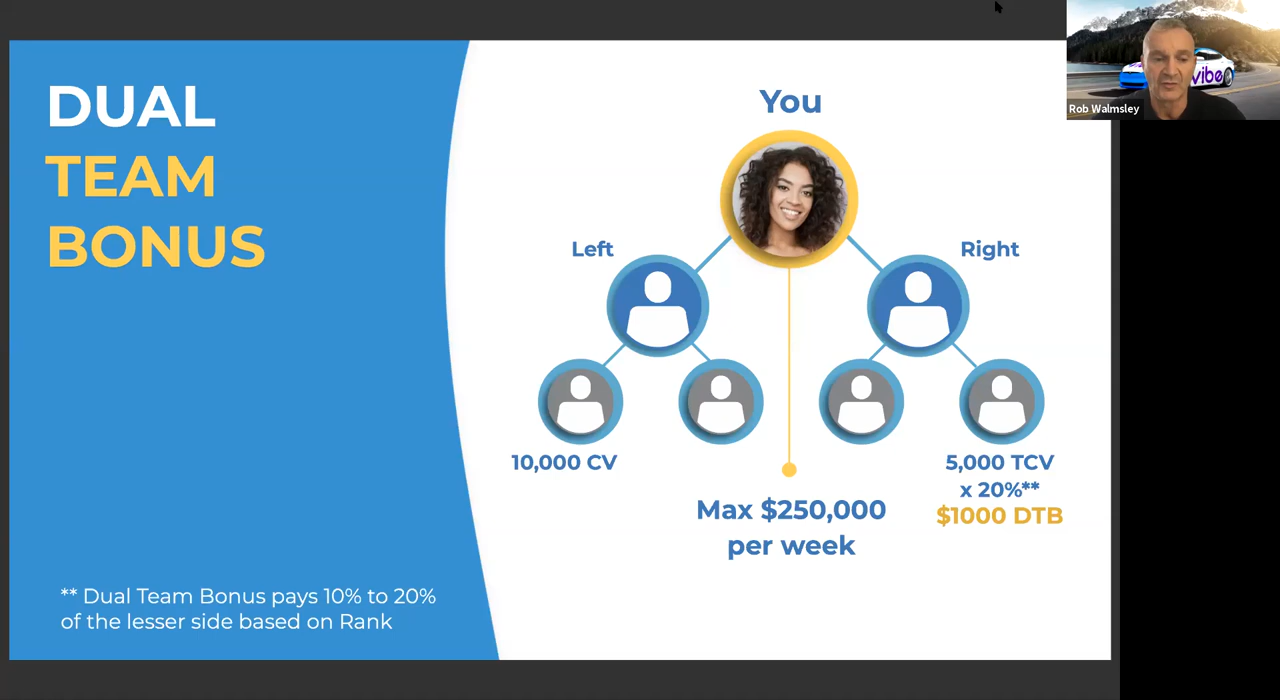 DUAL
TEAM
BONUS
** Dual Team Bonus pays 10% to 20%
of the lesser side based on Rank
You
Left
Right
10,000 CV
5,000 TCV
x 20%**
$1000 DTB
Max $250,000
per week
vibe
Rob Walmsley